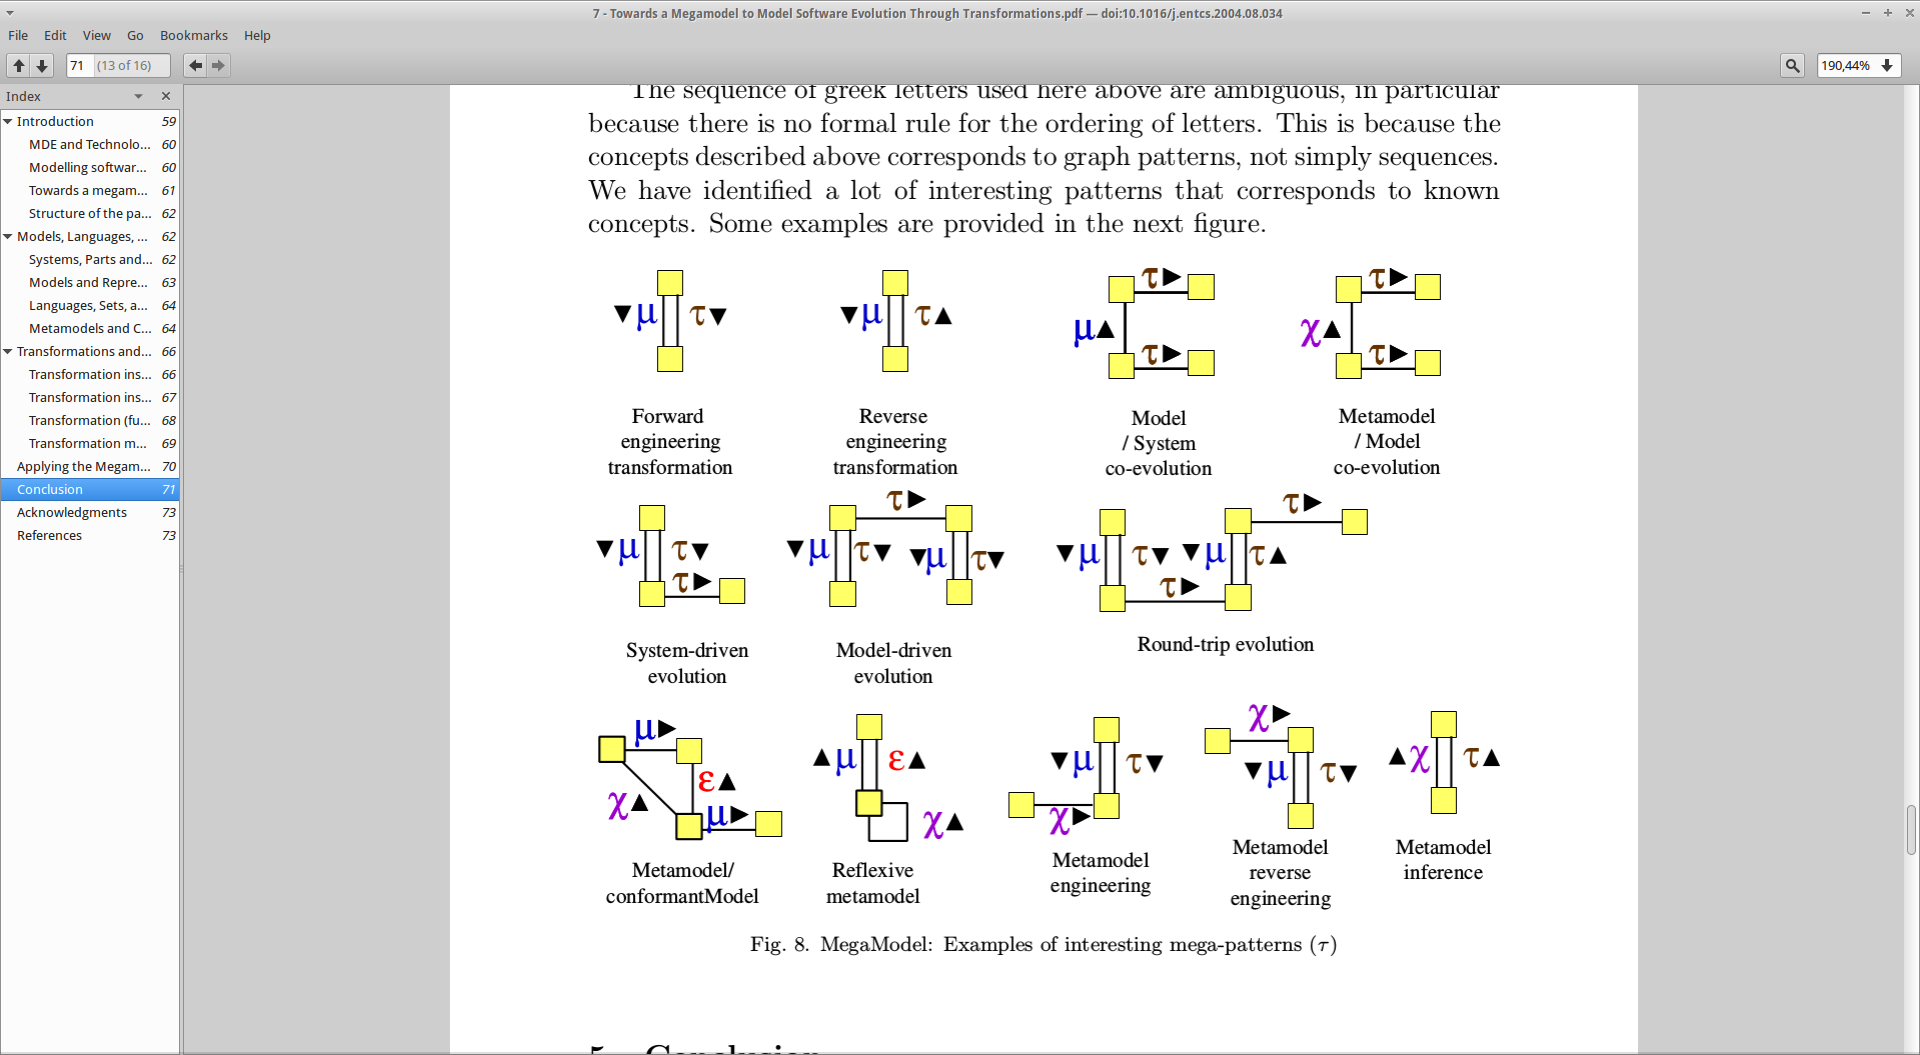 7 - Towards a Megamodel to Model Software Evolution Through Transformations.pdf — doi:10.1016/j.entcs.2004.08.034
File Edit View Go Bookmarks Help
71 (13 of 16)
190,44%
Index
Introduction 59
MDE and Technolo... 60
Modelling softwar... 60
Towards a megam... 61
Structure of the pa... 62
Models, Languages, ... 62
Systems, Parts and... 62
Models and Repre... 63
Languages, Sets, a... 64
Metamodels and C... 64
Transformations and... 66
Transformation ins... 66
Transformation ins... 67
Transformation (fu... 68
Transformation m... 69
Applying the Megam... 70
Conclusion 71
Acknowledgments 73
References 73
The sequence of greek letters used here above are ambiguous, in particular
because there is no formal rule for the ordering of letters. This is because the
concepts described above corresponds to graph patterns, not simply sequences.
We have identified a lot of interesting patterns that corresponds to known
concepts. Some examples are provided in the next figure.
▼μ τ▼
Forward
engineering
transformation
▼μ τ▲
Reverse
engineering
transformation
τ▶
μ▲
τ▶
Model
/ System
co-evolution
τ▶
χ▲
τ▶
Metamodel
/ Model
co-evolution
▼μ τ▼
τ▶
System-driven
evolution
τ▶
▼μ τ▼ ▼μ τ▼
Model-driven
evolution
τ▶
▼μ τ▼ ▼μ τ▲
τ▶
Round-trip evolution
μ▶
ε▲
χ▲ μ▶
Metamodel/
conformantModel
▲μ ε▲
χ▲
Reflexive
metamodel
▼μ τ▼
χ▶
Metamodel
engineering
χ▶
▼μ τ▼
Metamodel
reverse
engineering
▲χ τ▲
Metamodel
inference
Fig. 8. MegaModel: Examples of interesting mega-patterns (τ)
5 Conclusion